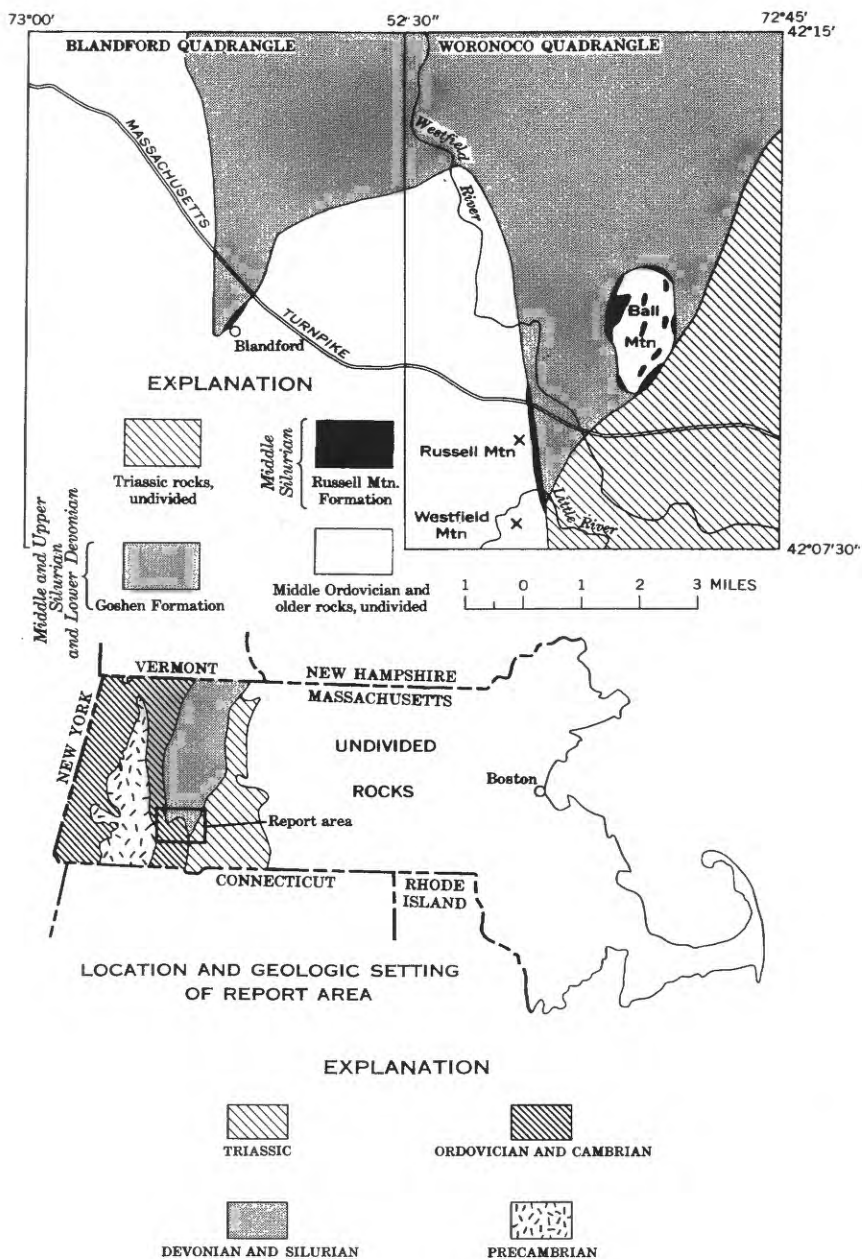 73°00′ 52′30″ 72°45′
42°15′
BLANDFORD QUADRANGLE WORONOCO QUADRANGLE
MASSACHUSETTS
TURNPIKE
Westfield
River
Ball
Mtn
Blandford
Russell Mtn
Westfield
Mtn
Little River
42°07′30″
EXPLANATION
Triassic rocks,
undivided
Middle
Silurian
Russell Mtn.
Formation
Middle and Upper
Silurian
and Lower Devonian
Goshen Formation
Middle Ordovician and
older rocks, undivided
1 0 1 2 3 MILES
VERMONT
NEW HAMPSHIRE
MASSACHUSETTS
NEW YORK
UNDIVIDED
ROCKS
Boston
Report area
CONNECTICUT
RHODE
ISLAND
LOCATION AND GEOLOGIC SETTING
OF REPORT AREA
EXPLANATION
TRIASSIC
ORDOVICIAN AND CAMBRIAN
DEVONIAN AND SILURIAN
PRECAMBRIAN